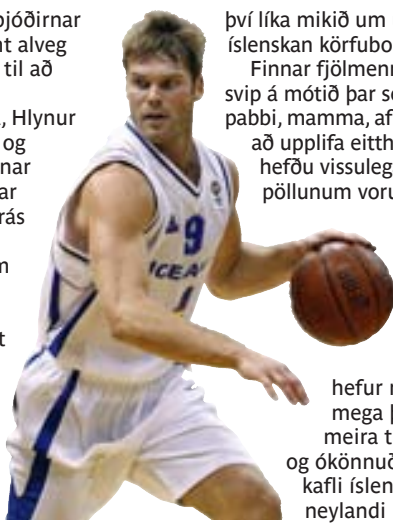 þjóðirnar
nt alveg
til að
, Hlynur
og
nar
ar
rás
m
t
því líka mikið um
íslenskan körfubo
Finnar fjölmenn
svip á mótið þar s
pabbi, mamma, af
að upplifa eitth
hefðu vissuleg
pöllunum voru
hefur
mega þ
meira t
og ókönnuð
kafli íslen
neylandi
9
ICEA